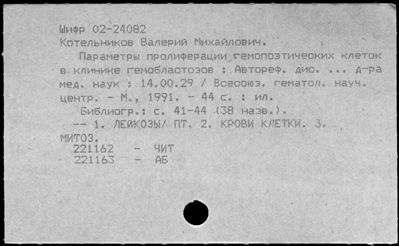 Шифр 02-24082
Котельников Валерий Михайлович.
Параметры пролиферации гемопоэтических клеток
в клинике гемобластозов : Автореф. дис. ... д-ра
мед. наук : 14.00.29 / Всесоюз. гематол. науч.
центр. - М., 1991. - 44 с. : ил.
Библиогр.: с. 41-44 (38 назв.).
-- 1. ЛЕЙКОЗЫ/ ПТ. 2. КРОВИ КЛЕТКИ. 3.
МИТОЗ.
221162 - ЧИТ
221163 - АБ